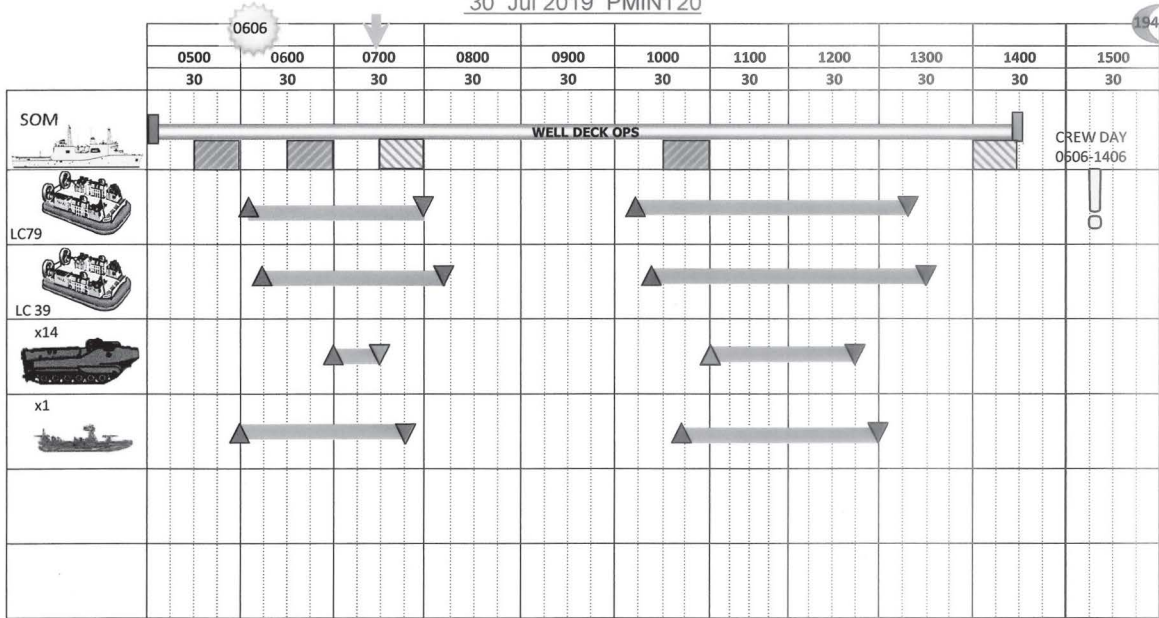 30 Jul 2019 PMINT20
0606
194
0500 0600 0700 0800 0900 1000 1100 1200 1300 1400 1500
30 30 30 30 30 30 30 30 30 30 30
SOM
WELL DECK OPS
CREW DAY
0606-1406
LC79
LC 39
x14
x1